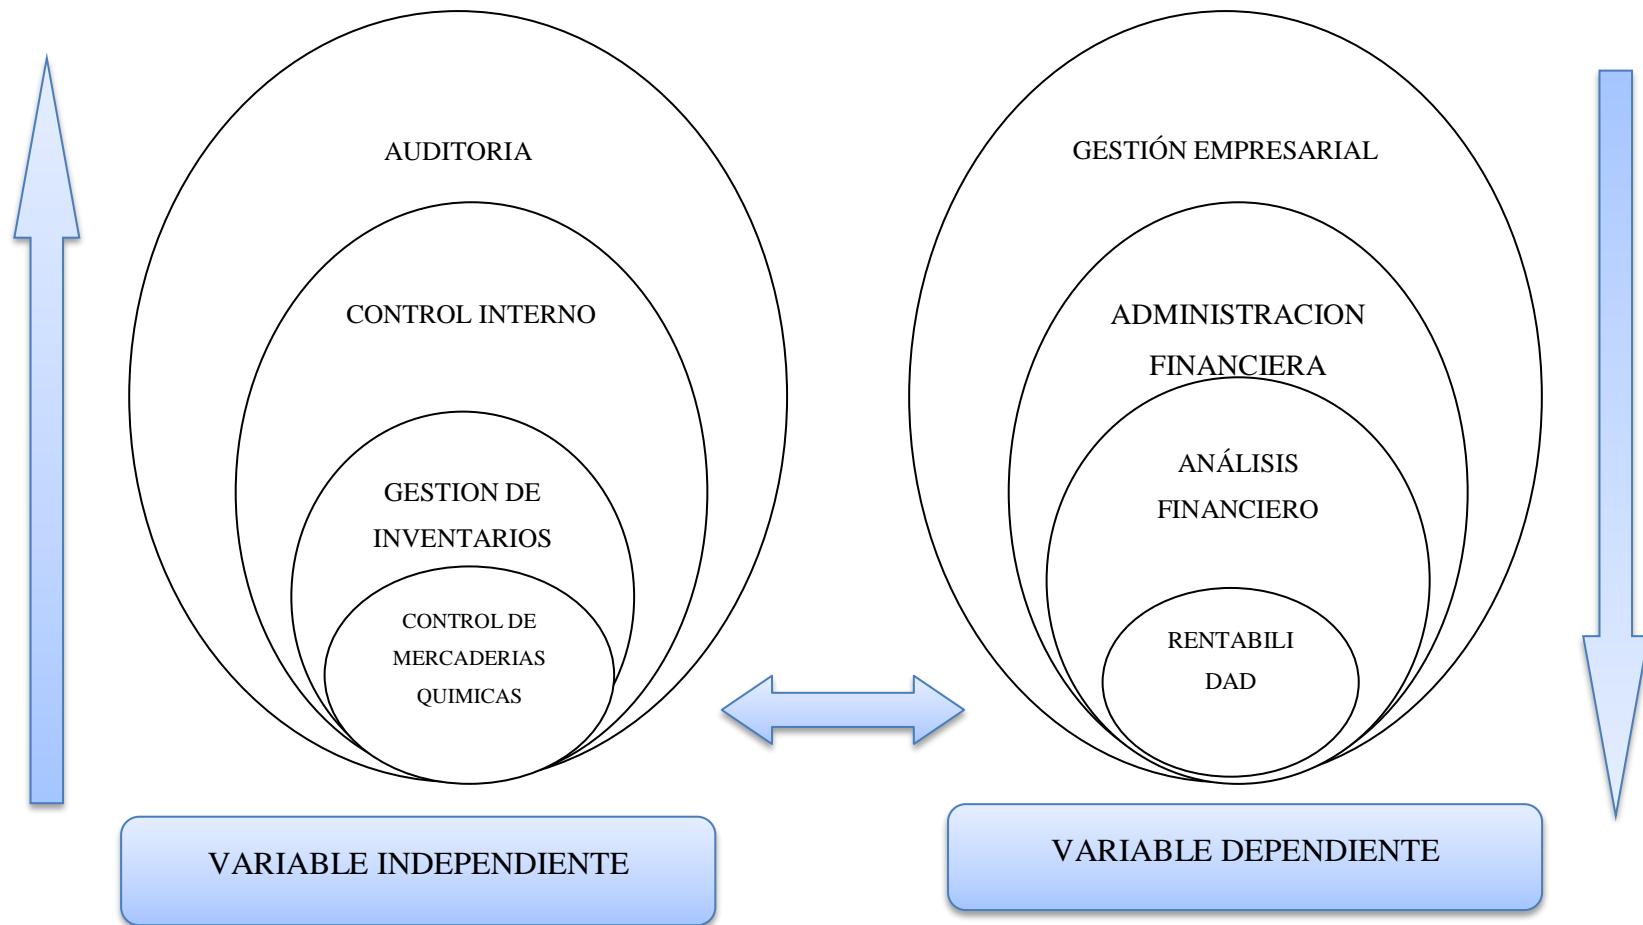 AUDITORIA
CONTROL INTERNO
GESTION DE
INVENTARIOS
CONTROL DE
MERCADERIAS
QUIMICAS
VARIABLE INDEPENDIENTE
GESTIÓN EMPRESARIAL
ADMINISTRACION
FINANCIERA
ANÁLISIS
FINANCIERO
RENTABILI
DAD
VARIABLE DEPENDIENTE